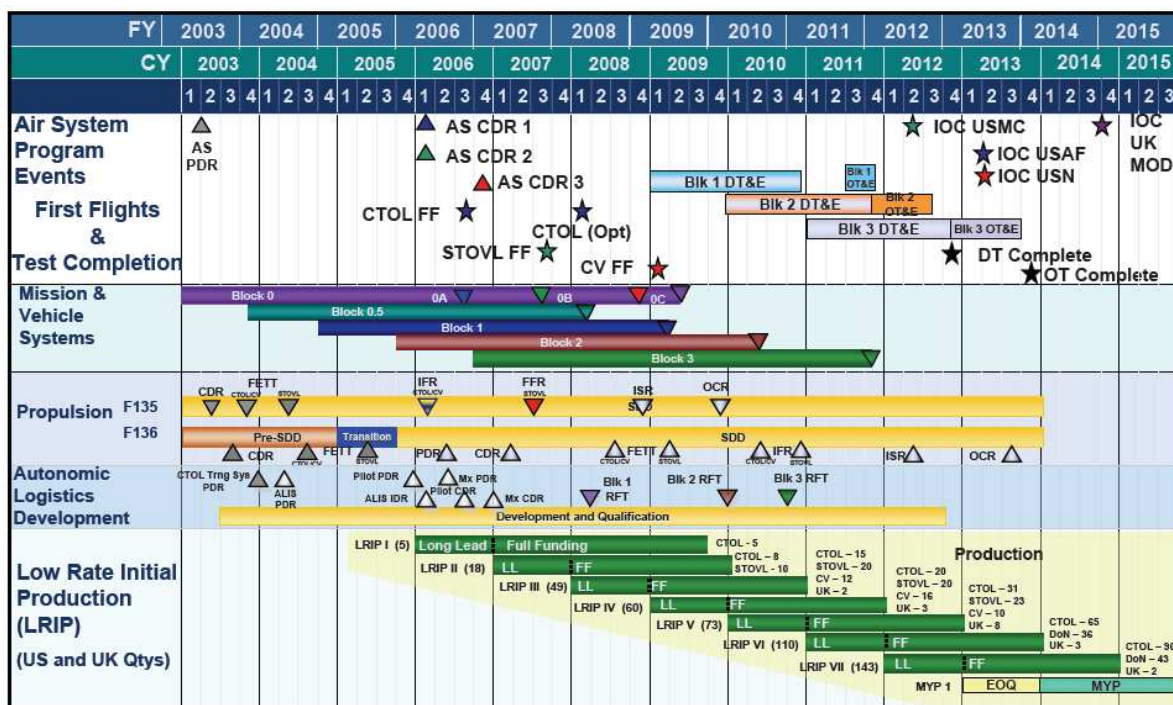 FY 2003 2004 2005 2006 2007 2008 2009 2010 2011 2012 2013 2014 2015
CY 2003 2004 2005 2006 2007 2008 2009 2010 2011 2012 2013 2014 2015
1 2 3 4 1 2 3 4 1 2 3 4 1 2 3 4 1 2 3 4 1 2 3 4 1 2 3 4 1 2 3 4 1 2 3 4 1 2 3 4 1 2 3 4 1 2 3 4 1 2 3
Air System
Program
Events
First Flights
&
Test Completion
AS
PDR
AS CDR 1
AS CDR 2
AS CDR 3
CTOL FF
STOVL FF
CTOL (Opt)
CV FF
Blk 1 DT&E
Blk 1
OT&E
Blk 2 DT&E
Blk 2
OT&E
Blk 3 DT&E
Blk 3 OT&E
IOC USMC
IOC USAF
IOC USN
IOC
UK
MOD
DT Complete
OT Complete
Mission &
Vehicle
Systems
Block 0 0A 0B 0C
Block 0.5
Block 1
Block 2
Block 3
Propulsion
F135
CDR
FETT
CTOL/CV STOVL
IFR
CTOL/CV
FFR
STOVL
ISR
OCR
F136
Pre-SDD Transition SDD
CDR
FETT
CTOL/CV STOVL
PDR
CDR
FETT
CTOL/CV STOVL
IFR
CTOL/CV STOVL
ISR
OCR
Autonomic
Logistics
Development
CTOL Trng Sys
PDR
ALIS
PDR
Pilot PDR
Mx PDR
ALIS IDR
Pilot CDR
Mx CDR
Blk 1
RFT
Blk 2 RFT
Blk 3 RFT
Development and Qualification
Low Rate Initial
Production
(LRIP)
(US and UK Qtys)
Production
LRIP I (5) Long Lead Full Funding
CTOL - 5
LRIP II (18) LL FF
CTOL – 8
STOVL - 10
LRIP III (49) LL FF
CTOL – 15
STOVL – 20
CV – 12
UK – 2
LRIP IV (60) LL FF
CTOL – 20
STOVL – 20
CV – 16
UK – 3
LRIP V (73) LL FF
CTOL – 31
STOVL – 23
CV – 10
UK – 8
LRIP VI (110) LL FF
CTOL – 65
DoN – 36
UK – 3
LRIP VII (143) LL FF
CTOL – 90
DoN – 43
UK – 2
MYP 1 EOQ MYP